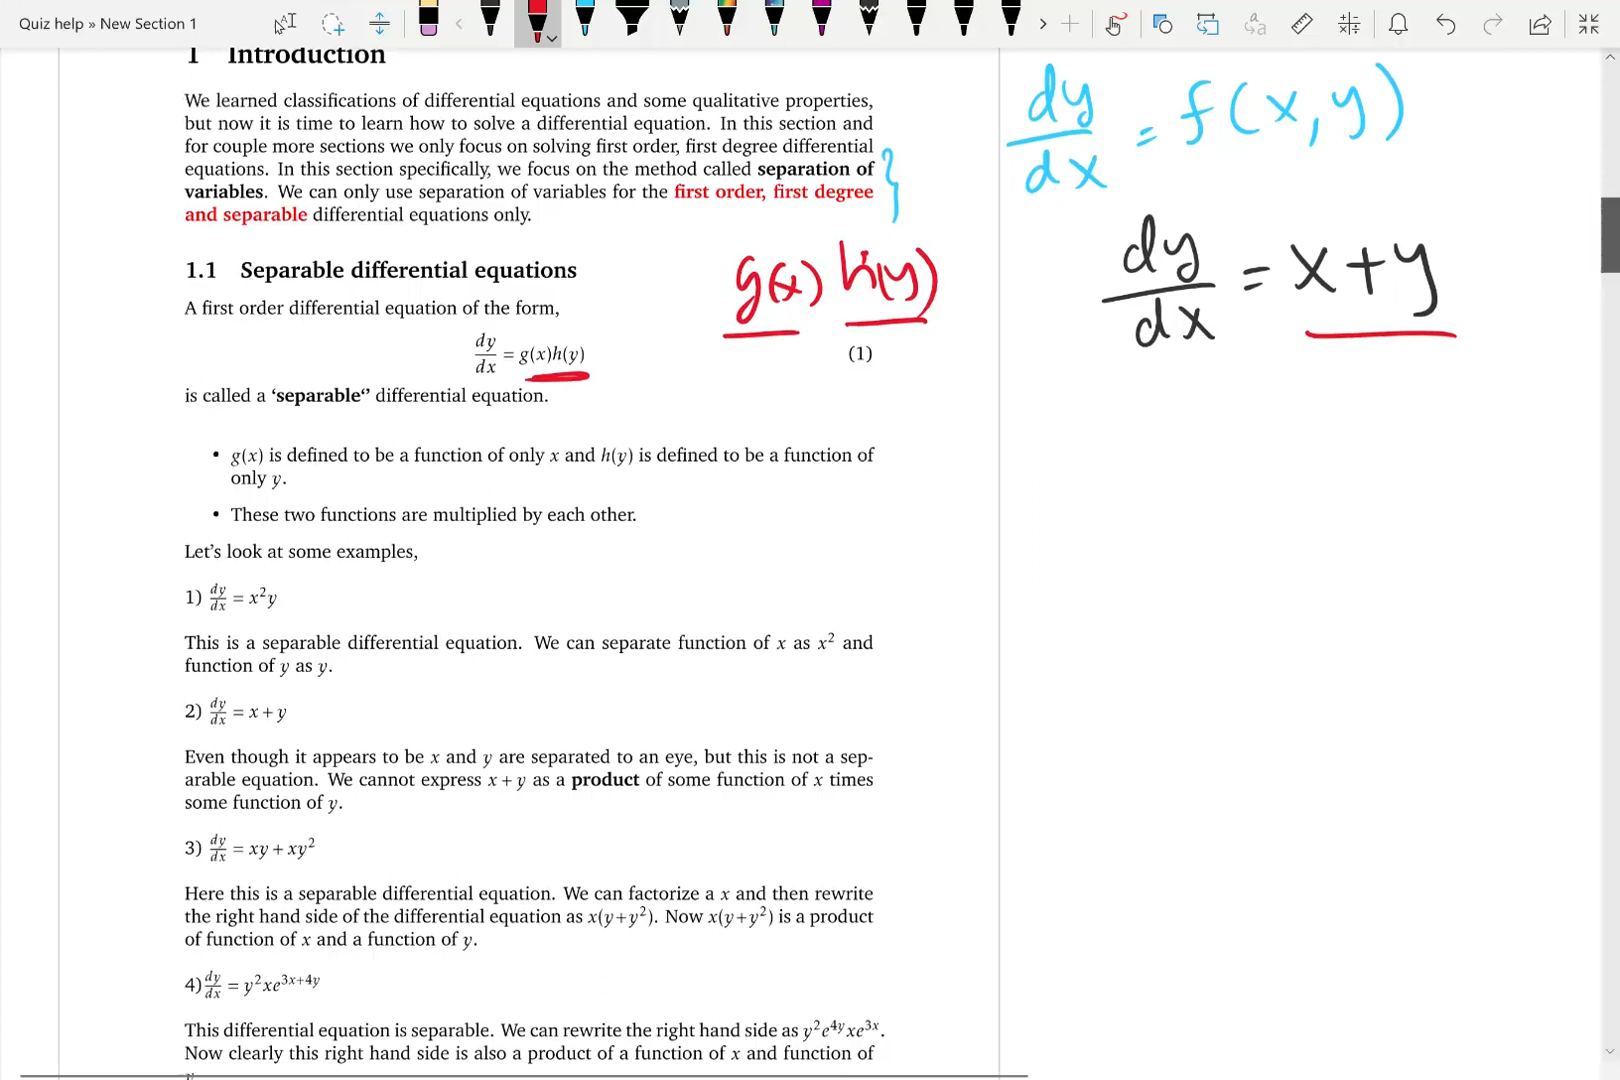 Quiz help » New Section 1
1 Introduction
We learned classifications of differential equations and some qualitative properties,
but now it is time to learn how to solve a differential equation. In this section and
for couple more sections we only focus on solving first order, first degree differential
equations. In this section specifically, we focus on the method called separation of
variables. We can only use separation of variables for the first order, first degree
and separable differential equations only.
1.1 Separable differential equations
A first order differential equation of the form,
dy/dx = g(x)h(y) (1)
is called a ‘separable‘’ differential equation.
• g(x) is defined to be a function of only x and h(y) is defined to be a function of
only y.
• These two functions are multiplied by each other.
Let’s look at some examples,
1) dy/dx = x²y
This is a separable differential equation. We can separate function of x as x² and
function of y as y.
2) dy/dx = x + y
Even though it appears to be x and y are separated to an eye, but this is not a sep-
arable equation. We cannot express x + y as a product of some function of x times
some function of y.
3) dy/dx = xy + xy²
Here this is a separable differential equation. We can factorize a x and then rewrite
the right hand side of the differential equation as x(y+y²). Now x(y+y²) is a product
of function of x and a function of y.
4) dy/dx = y²xe³ˣ⁺⁴ʸ
This differential equation is separable. We can rewrite the right hand side as y²e⁴ʸxe³ˣ.
Now clearly this right hand side is also a product of a function of x and function of
g(x) h(y)
dy/dx = f(x,y)
dy/dx = x+y